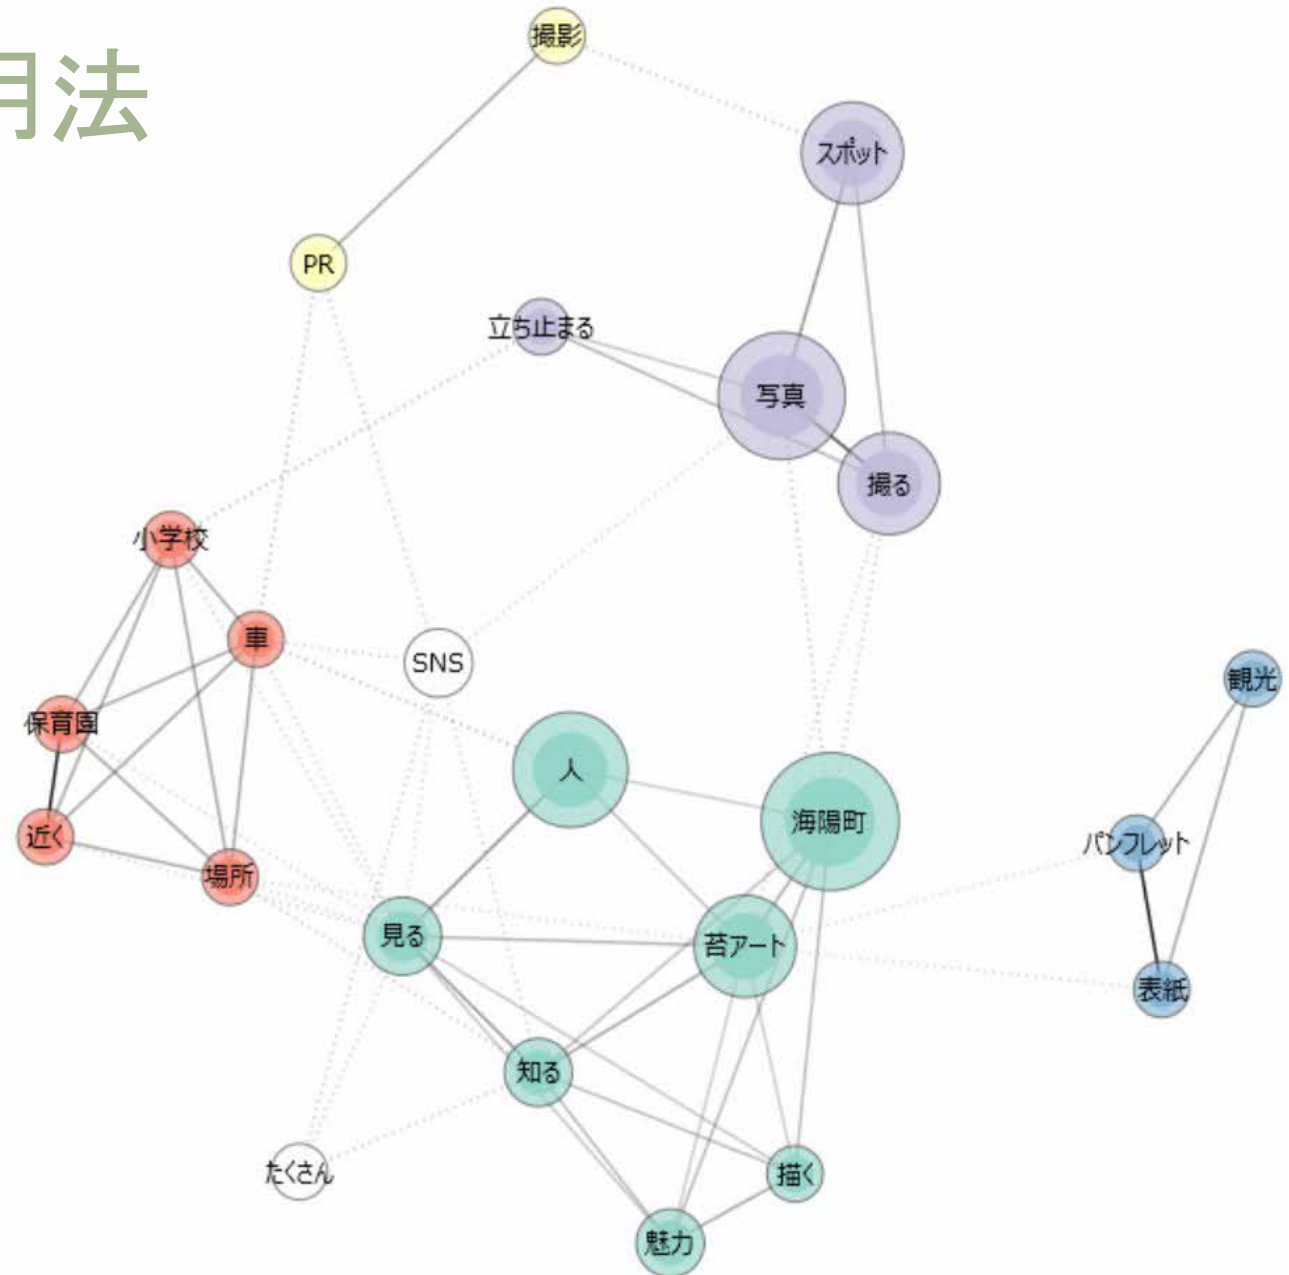 用法
撮影
スポット
PR
立ち止まる
写真
撮る
小学校
車
SNS
観光
保育園
人
海陽町
近く
パンフレット
場所
見る
苔アート
表紙
知る
たくさん
描く
魅力